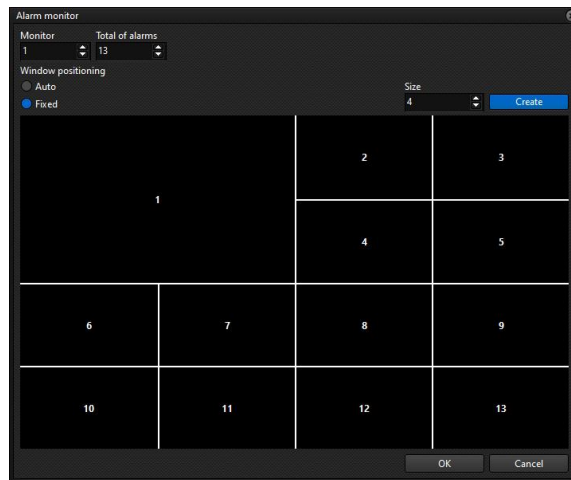 Alarm monitor
Monitor Total of alarms
1 13
Window positioning
Auto
Fixed
Size
4 Create
1
2 3
4 5
6 7 8 9
10 11 12 13
OK Cancel